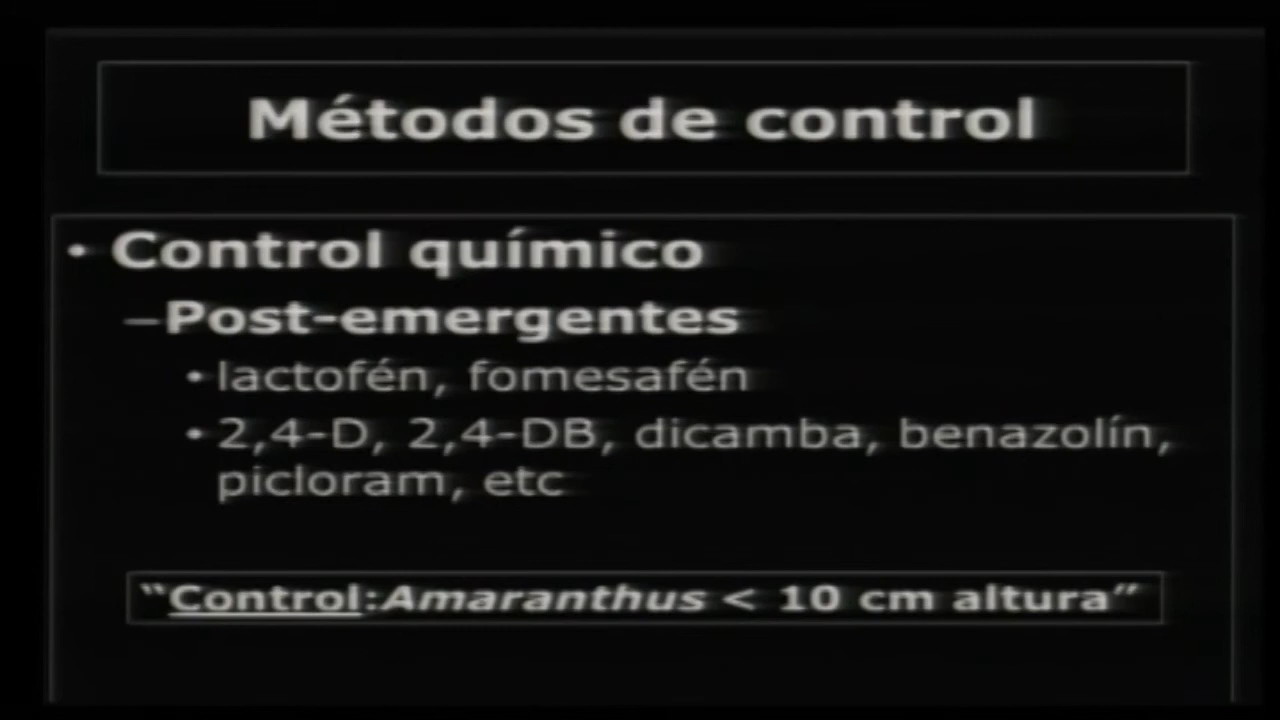 Métodos de control
• Control químico
–Post-emergentes
• lactofén, fomesafén
• 2,4-D, 2,4-DB, dicamba, benazolín,
picloram, etc
“Control:Amaranthus < 10 cm altura”